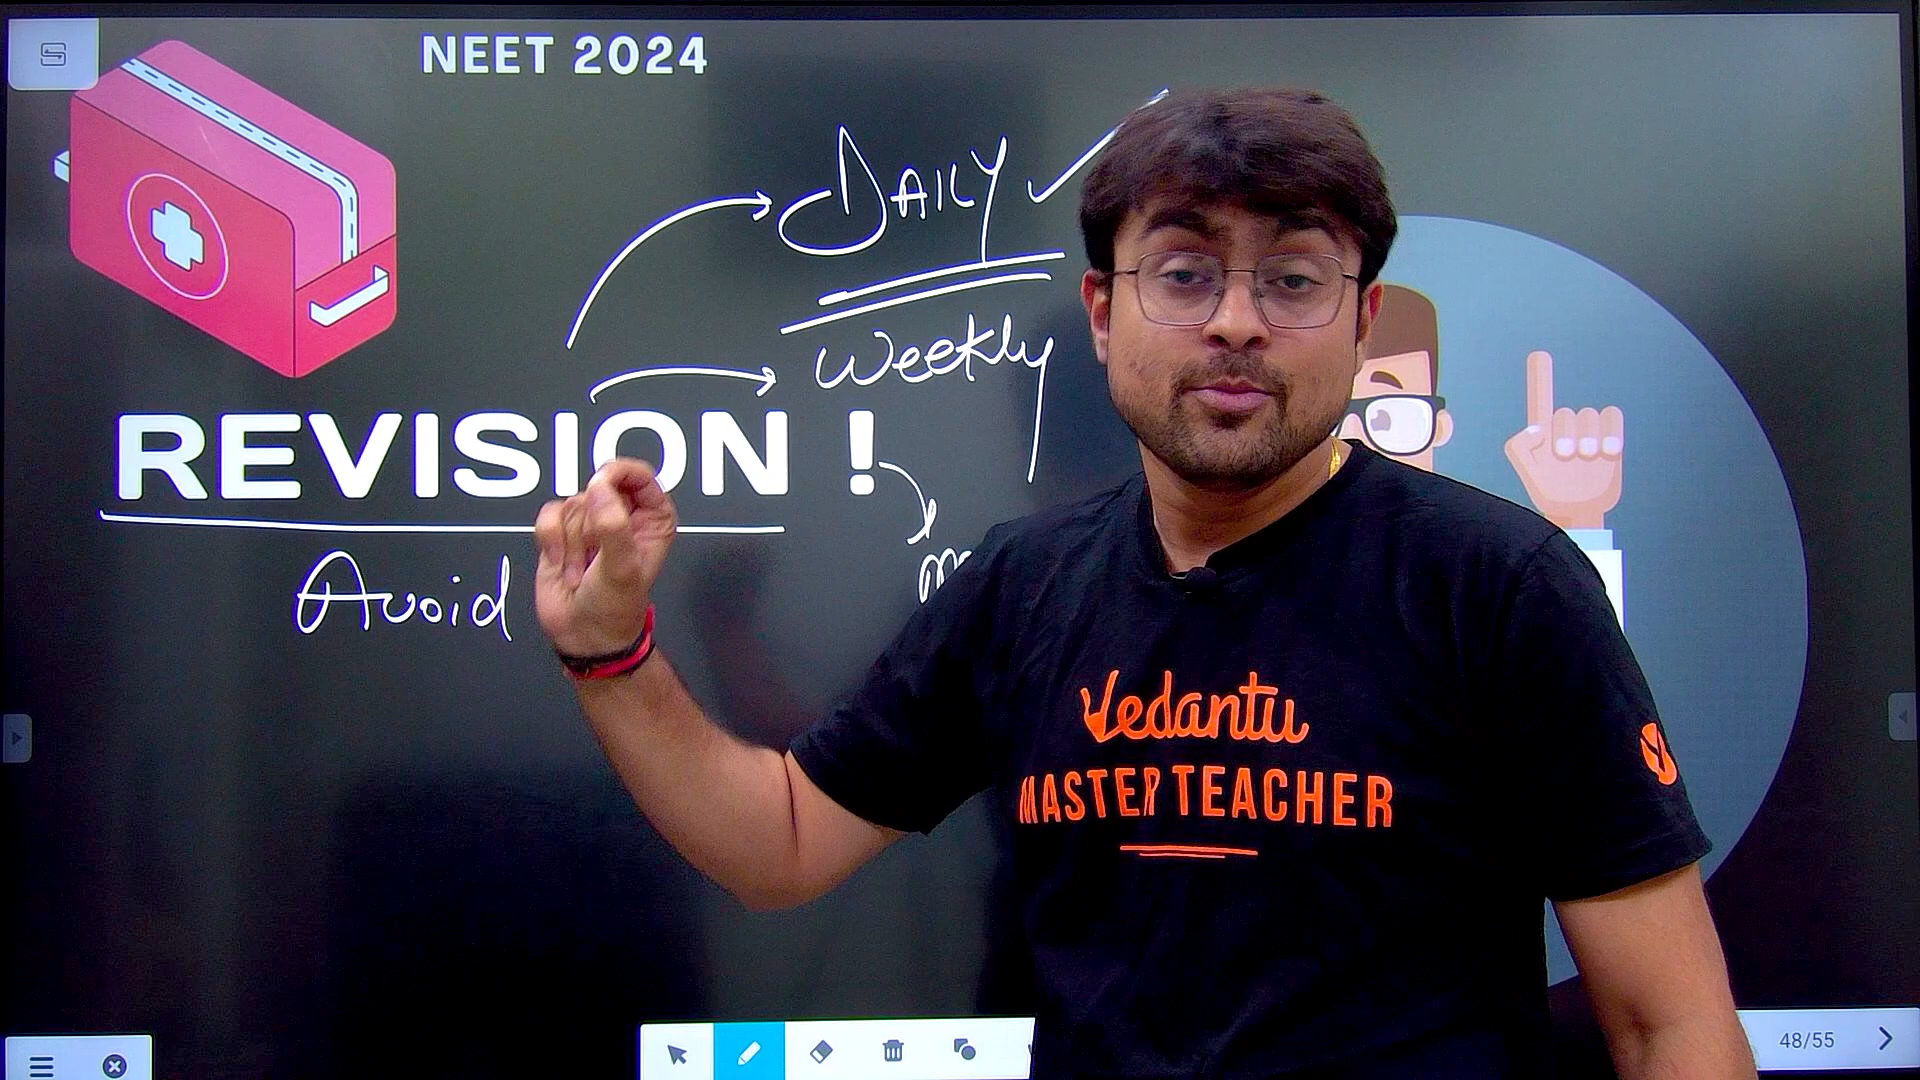 NEET 2024
DAILY
Weekly
REVISION !
Avoid
Vedantu
MASTER TEACHER
48/55